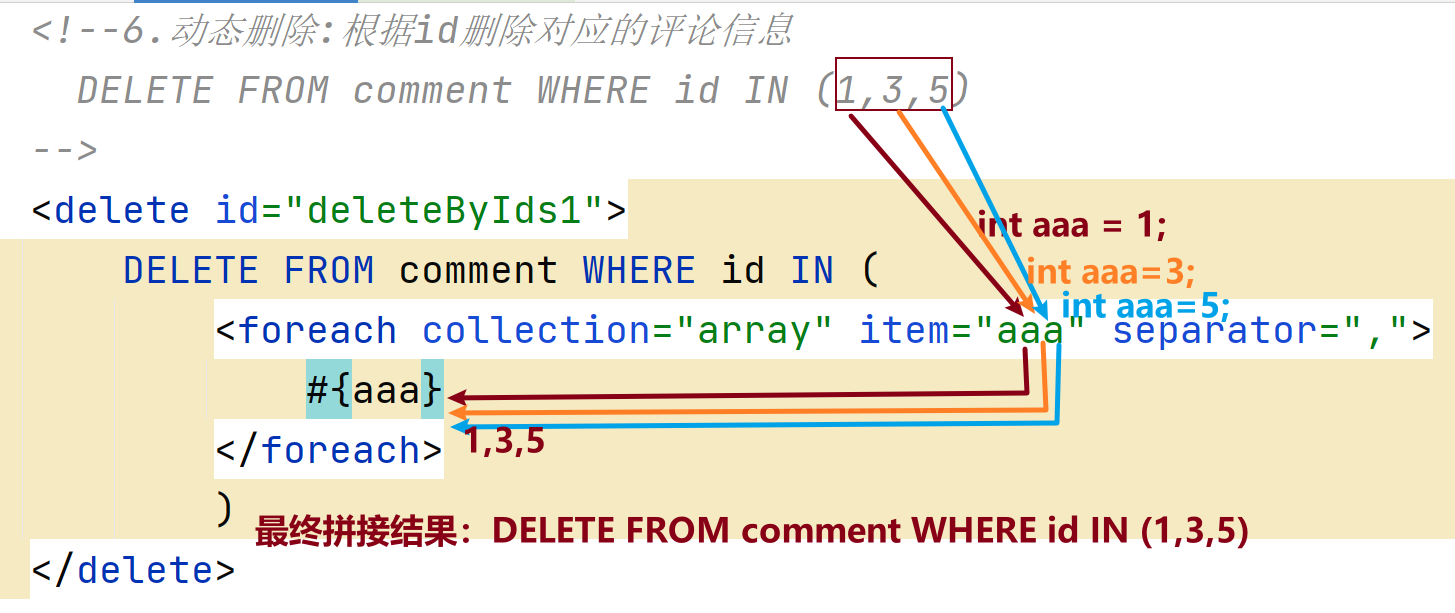 <!--6.动态删除:根据id删除对应的评论信息
DELETE FROM comment WHERE id IN (1,3,5)
-->
<delete id="deleteByIds1">
int aaa = 1;
DELETE FROM comment WHERE id IN (
int aaa=3;
int aaa=5;
<foreach collection="array" item="aaa" separator=",">
#{aaa}
</foreach>
1,3,5
)
最终拼接结果：DELETE FROM comment WHERE id IN (1,3,5)
</delete>